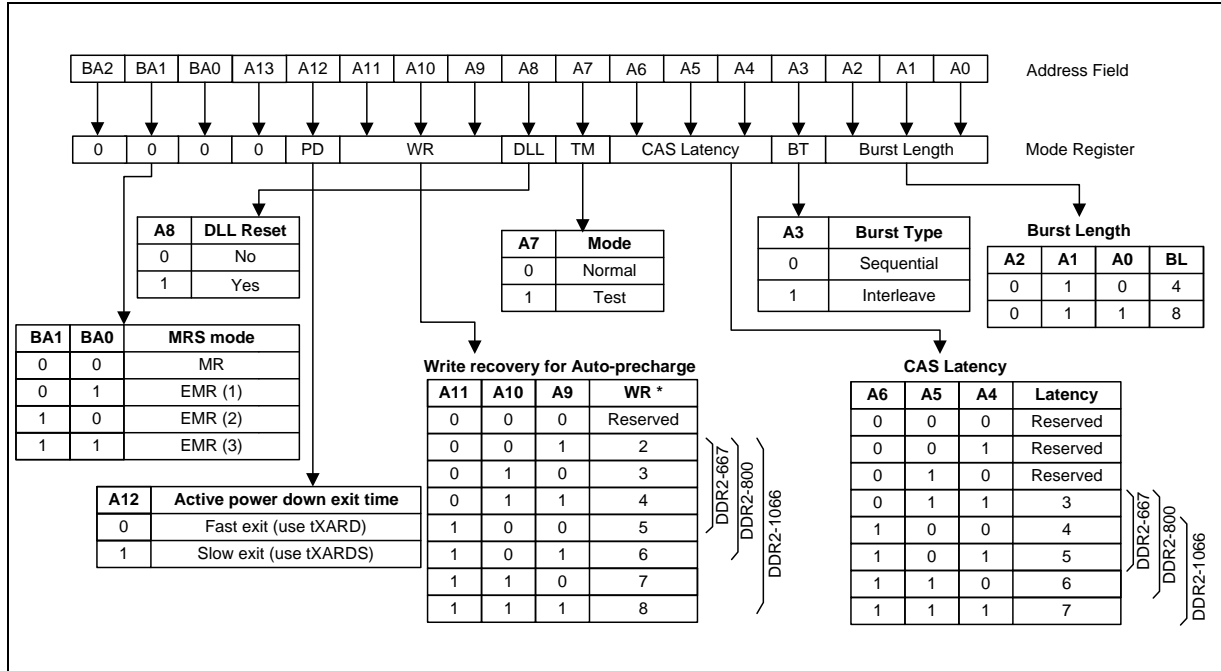 BA2 BA1 BA0 A13 A12 A11 A10 A9 A8 A7 A6 A5 A4 A3 A2 A1 A0 Address Field
0 0 0 0 PD WR DLL TM CAS Latency BT Burst Length Mode Register
A8 DLL Reset
0 No
1 Yes
A7 Mode
0 Normal
1 Test
A3 Burst Type
0 Sequential
1 Interleave
Burst Length
A2 A1 A0 BL
0 1 0 4
0 1 1 8
BA1 BA0 MRS mode
0 0 MR
0 1 EMR (1)
1 0 EMR (2)
1 1 EMR (3)
A12 Active power down exit time
0 Fast exit (use tXARD)
1 Slow exit (use tXARDS)
Write recovery for Auto-precharge
A11 A10 A9 WR *
0 0 0 Reserved
0 0 1 2
0 1 0 3
0 1 1 4
1 0 0 5
1 0 1 6
1 1 0 7
1 1 1 8
DDR2-667
DDR2-800
DDR2-1066
CAS Latency
A6 A5 A4 Latency
0 0 0 Reserved
0 0 1 Reserved
0 1 0 Reserved
0 1 1 3
1 0 0 4
1 0 1 5
1 1 0 6
1 1 1 7
DDR2-667
DDR2-800
DDR2-1066